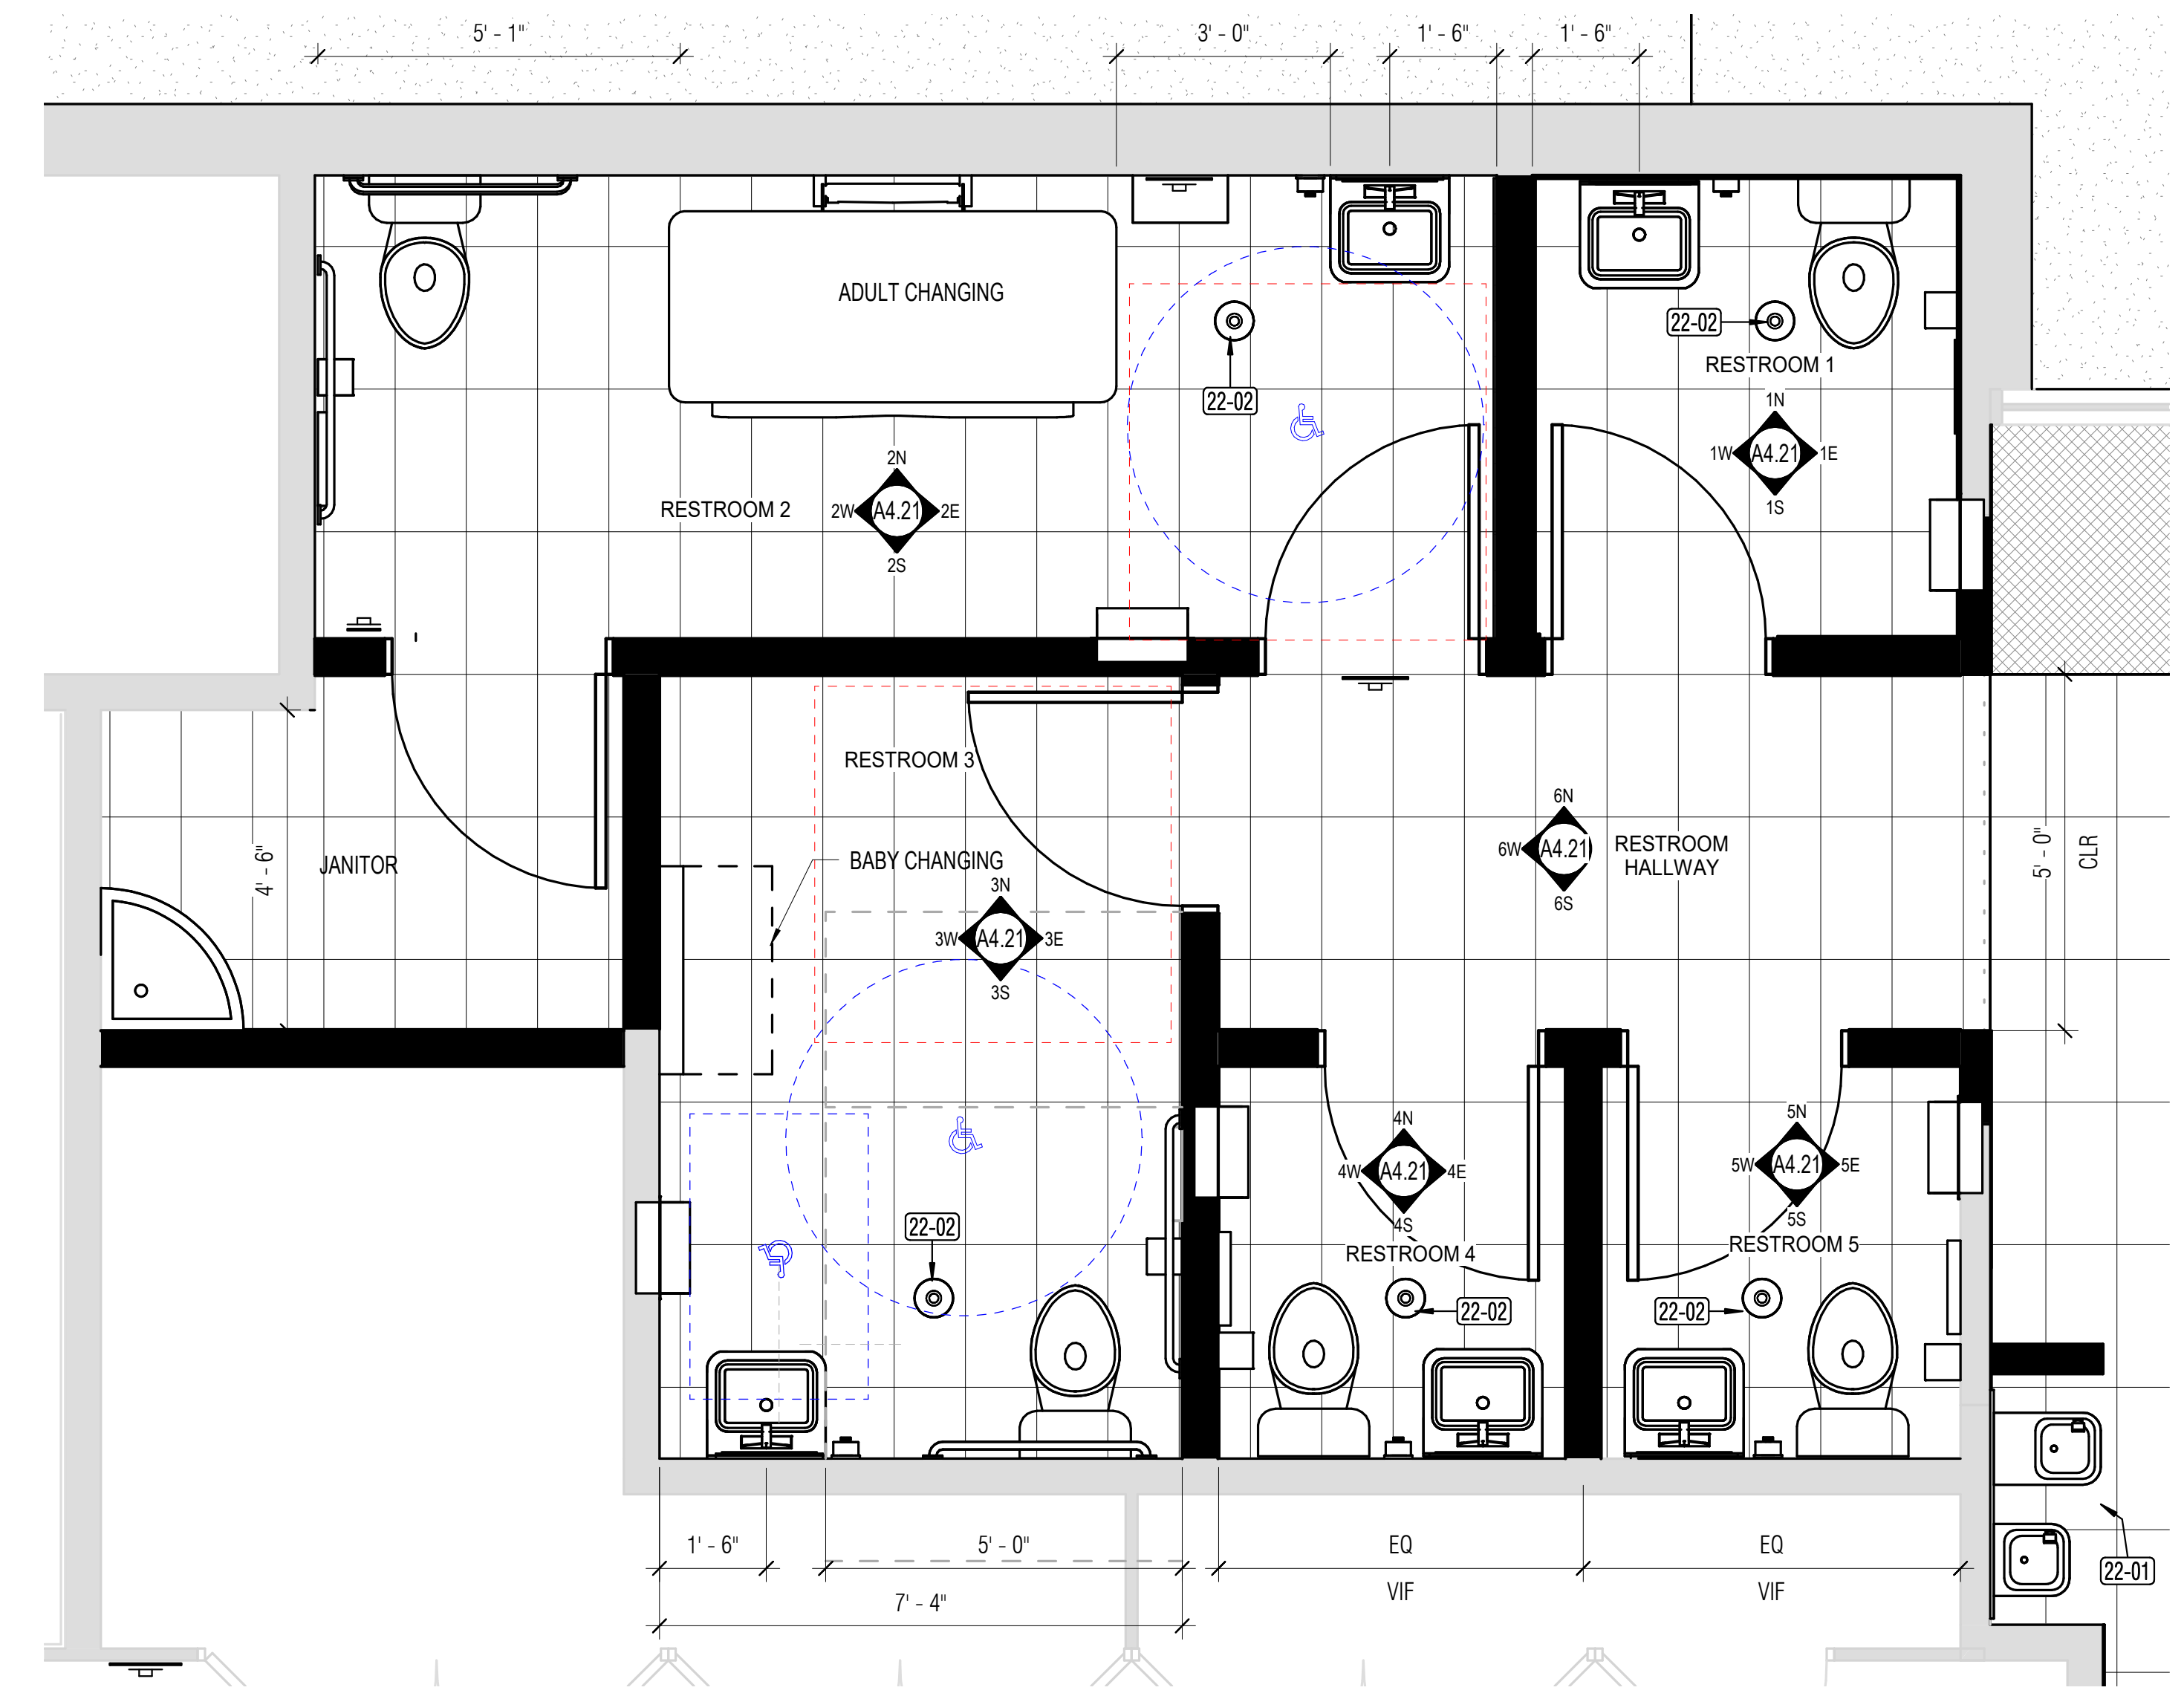 5' - 1"
3' - 0"
1' - 6"
1' - 6"
ADULT CHANGING
22-02
22-02
RESTROOM 1
1N
1W
A4.21
1E
1S
2N
RESTROOM 2
2W
A4.21
2E
2S
RESTROOM 3
BABY CHANGING
3N
3W
A4.21
3E
3S
JANITOR
4' - 6"
6N
6W
A4.21
6S
RESTROOM
HALLWAY
5' - 0"
CLR
4N
4W
A4.21
4E
4S
RESTROOM 4
5N
5W
A4.21
5E
5S
RESTROOM 5
22-02
22-02
22-02
1' - 6"
5' - 0"
EQ
EQ
VIF
VIF
7' - 4"
22-01